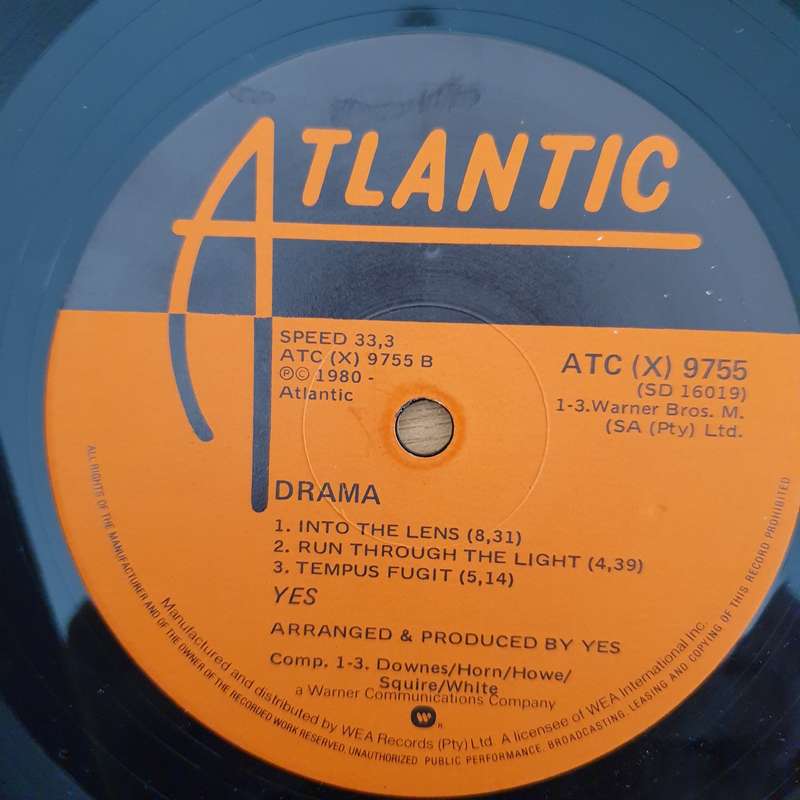 ATLANTIC
SPEED 33,3
ATC (X) 9755 B
℗© 1980 -
Atlantic
ATC (X) 9755
(SD 16019)
1-3.Warner Bros. M.
(SA (Pty) Ltd.
DRAMA
1. INTO THE LENS (8,31)
2. RUN THROUGH THE LIGHT (4,39)
3. TEMPUS FUGIT (5,14)
YES
ARRANGED & PRODUCED BY YES
Comp. 1-3. Downes/Horn/Howe/
Squire/White
a Warner Communications Company
W
R.
Manufactured and distributed by WEA Records (Pty) Ltd. A licensee of WEA International Inc.
ALL RIGHTS OF THE MANUFACTURER AND OF THE OWNER OF THE RECORDED WORK RESERVED. UNAUTHORIZED PUBLIC PERFORMANCE. BROADCASTING. LEASING AND COPYING OF THIS RECORD PROHIBITED